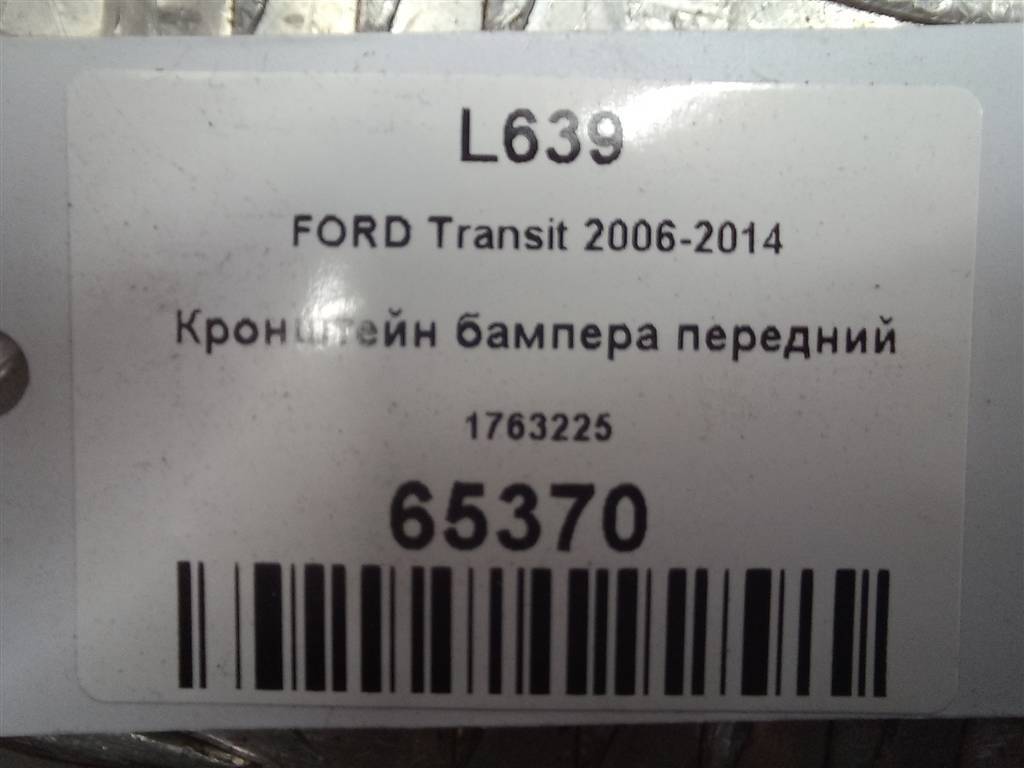 L639
FORD Transit 2006-2014
Кронштейн бампера передний
1763225
65370